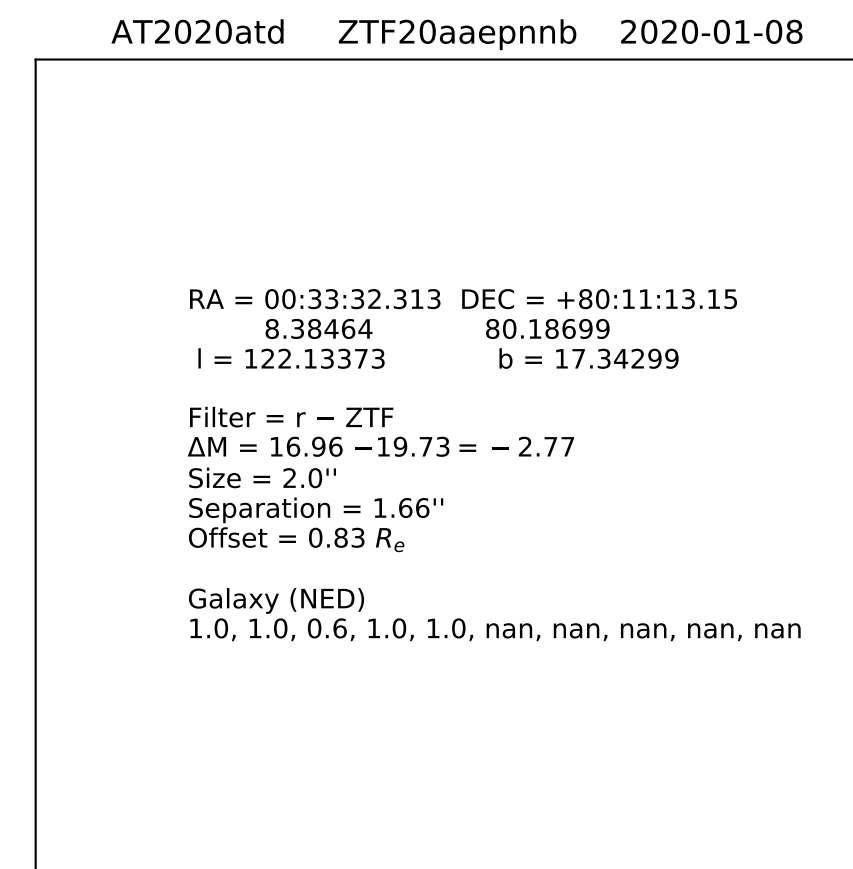 AT2020atd ZTF20aaepnnb 2020-01-08
RA = 00:33:32.313 DEC = +80:11:13.15
8.38464 80.18699
l = 122.13373 b = 17.34299
Filter = r − ZTF
ΔM = 16.96 −19.73 = − 2.77
Size = 2.0''
Separation = 1.66''
Offset = 0.83 Re
Galaxy (NED)
1.0, 1.0, 0.6, 1.0, 1.0, nan, nan, nan, nan, nan